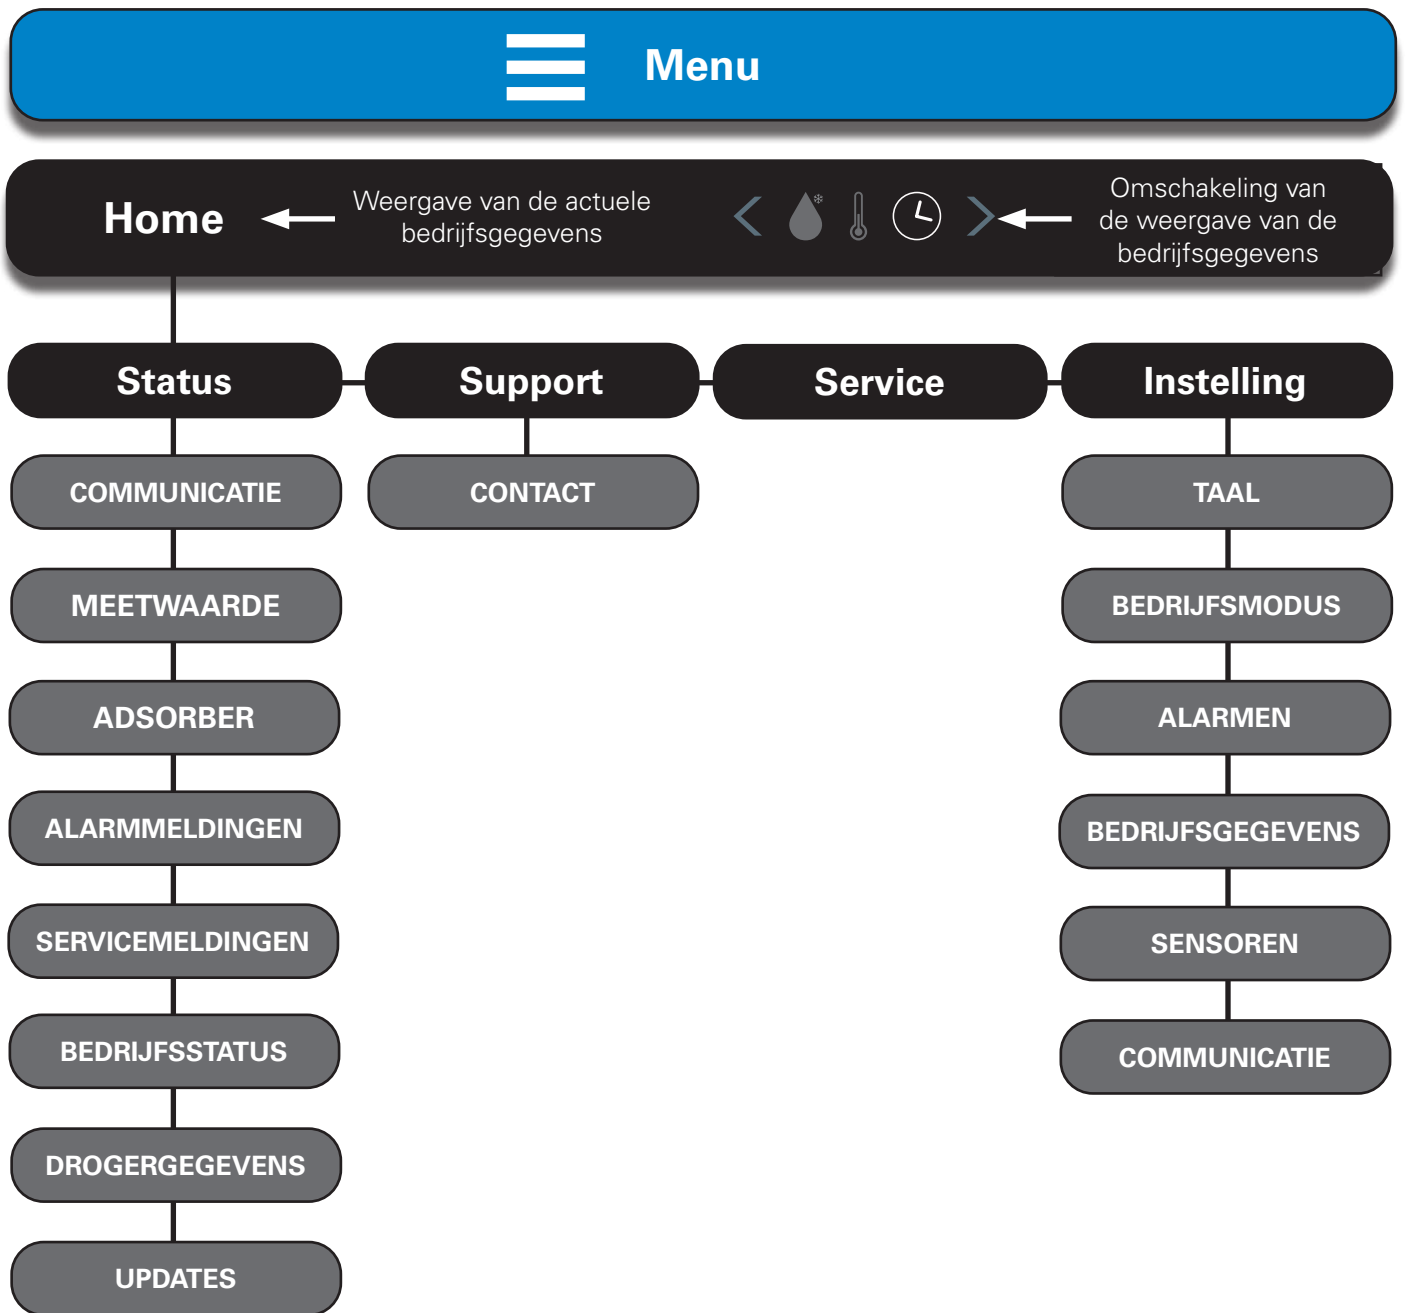 Menu
Home
Weergave van de actuele
bedrijfsgegevens
Omschakeling van
de weergave van de
bedrijfsgegevens
Status
Support
Service
Instelling
COMMUNICATIE
CONTACT
TAAL
MEETWAARDE
BEDRIJFSMODUS
ADSORBER
ALARMEN
ALARMMELDINGEN
BEDRIJFSGEGEVENS
SERVICEMELDINGEN
SENSOREN
BEDRIJFSSTATUS
COMMUNICATIE
DROGERGEGEVENS
UPDATES